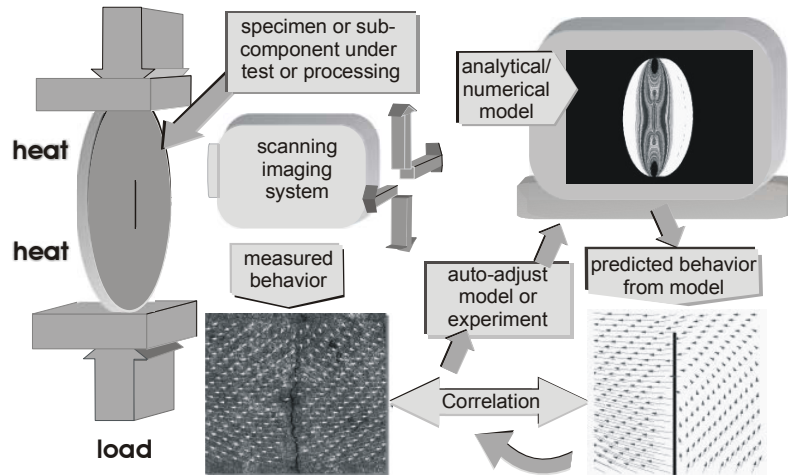 specimen or sub-
component under
test or processing
heat
heat
load
scanning
imaging
system
measured
behavior
analytical/
numerical
model
auto-adjust
model or
experiment
predicted behavior
from model
Correlation